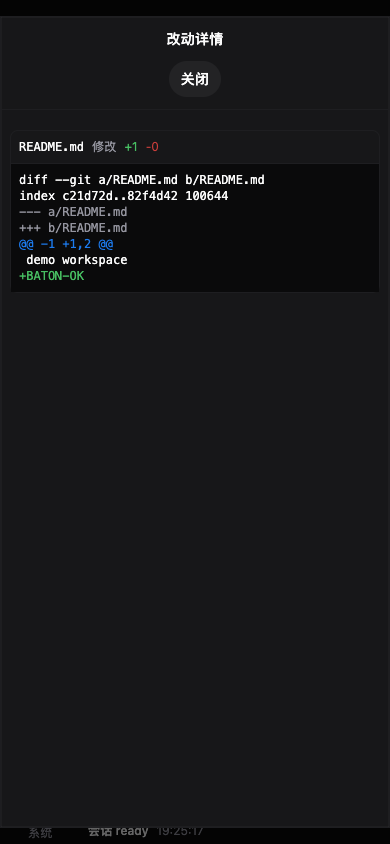 改动详情
关闭
README.md 修改 +1 -0
diff --git a/README.md b/README.md
index c21d72d..82f4d42 100644
--- a/README.md
+++ b/README.md
@@ -1 +1,2 @@
 demo workspace
+BATON-OK
系统 会话 ready 19:25:17